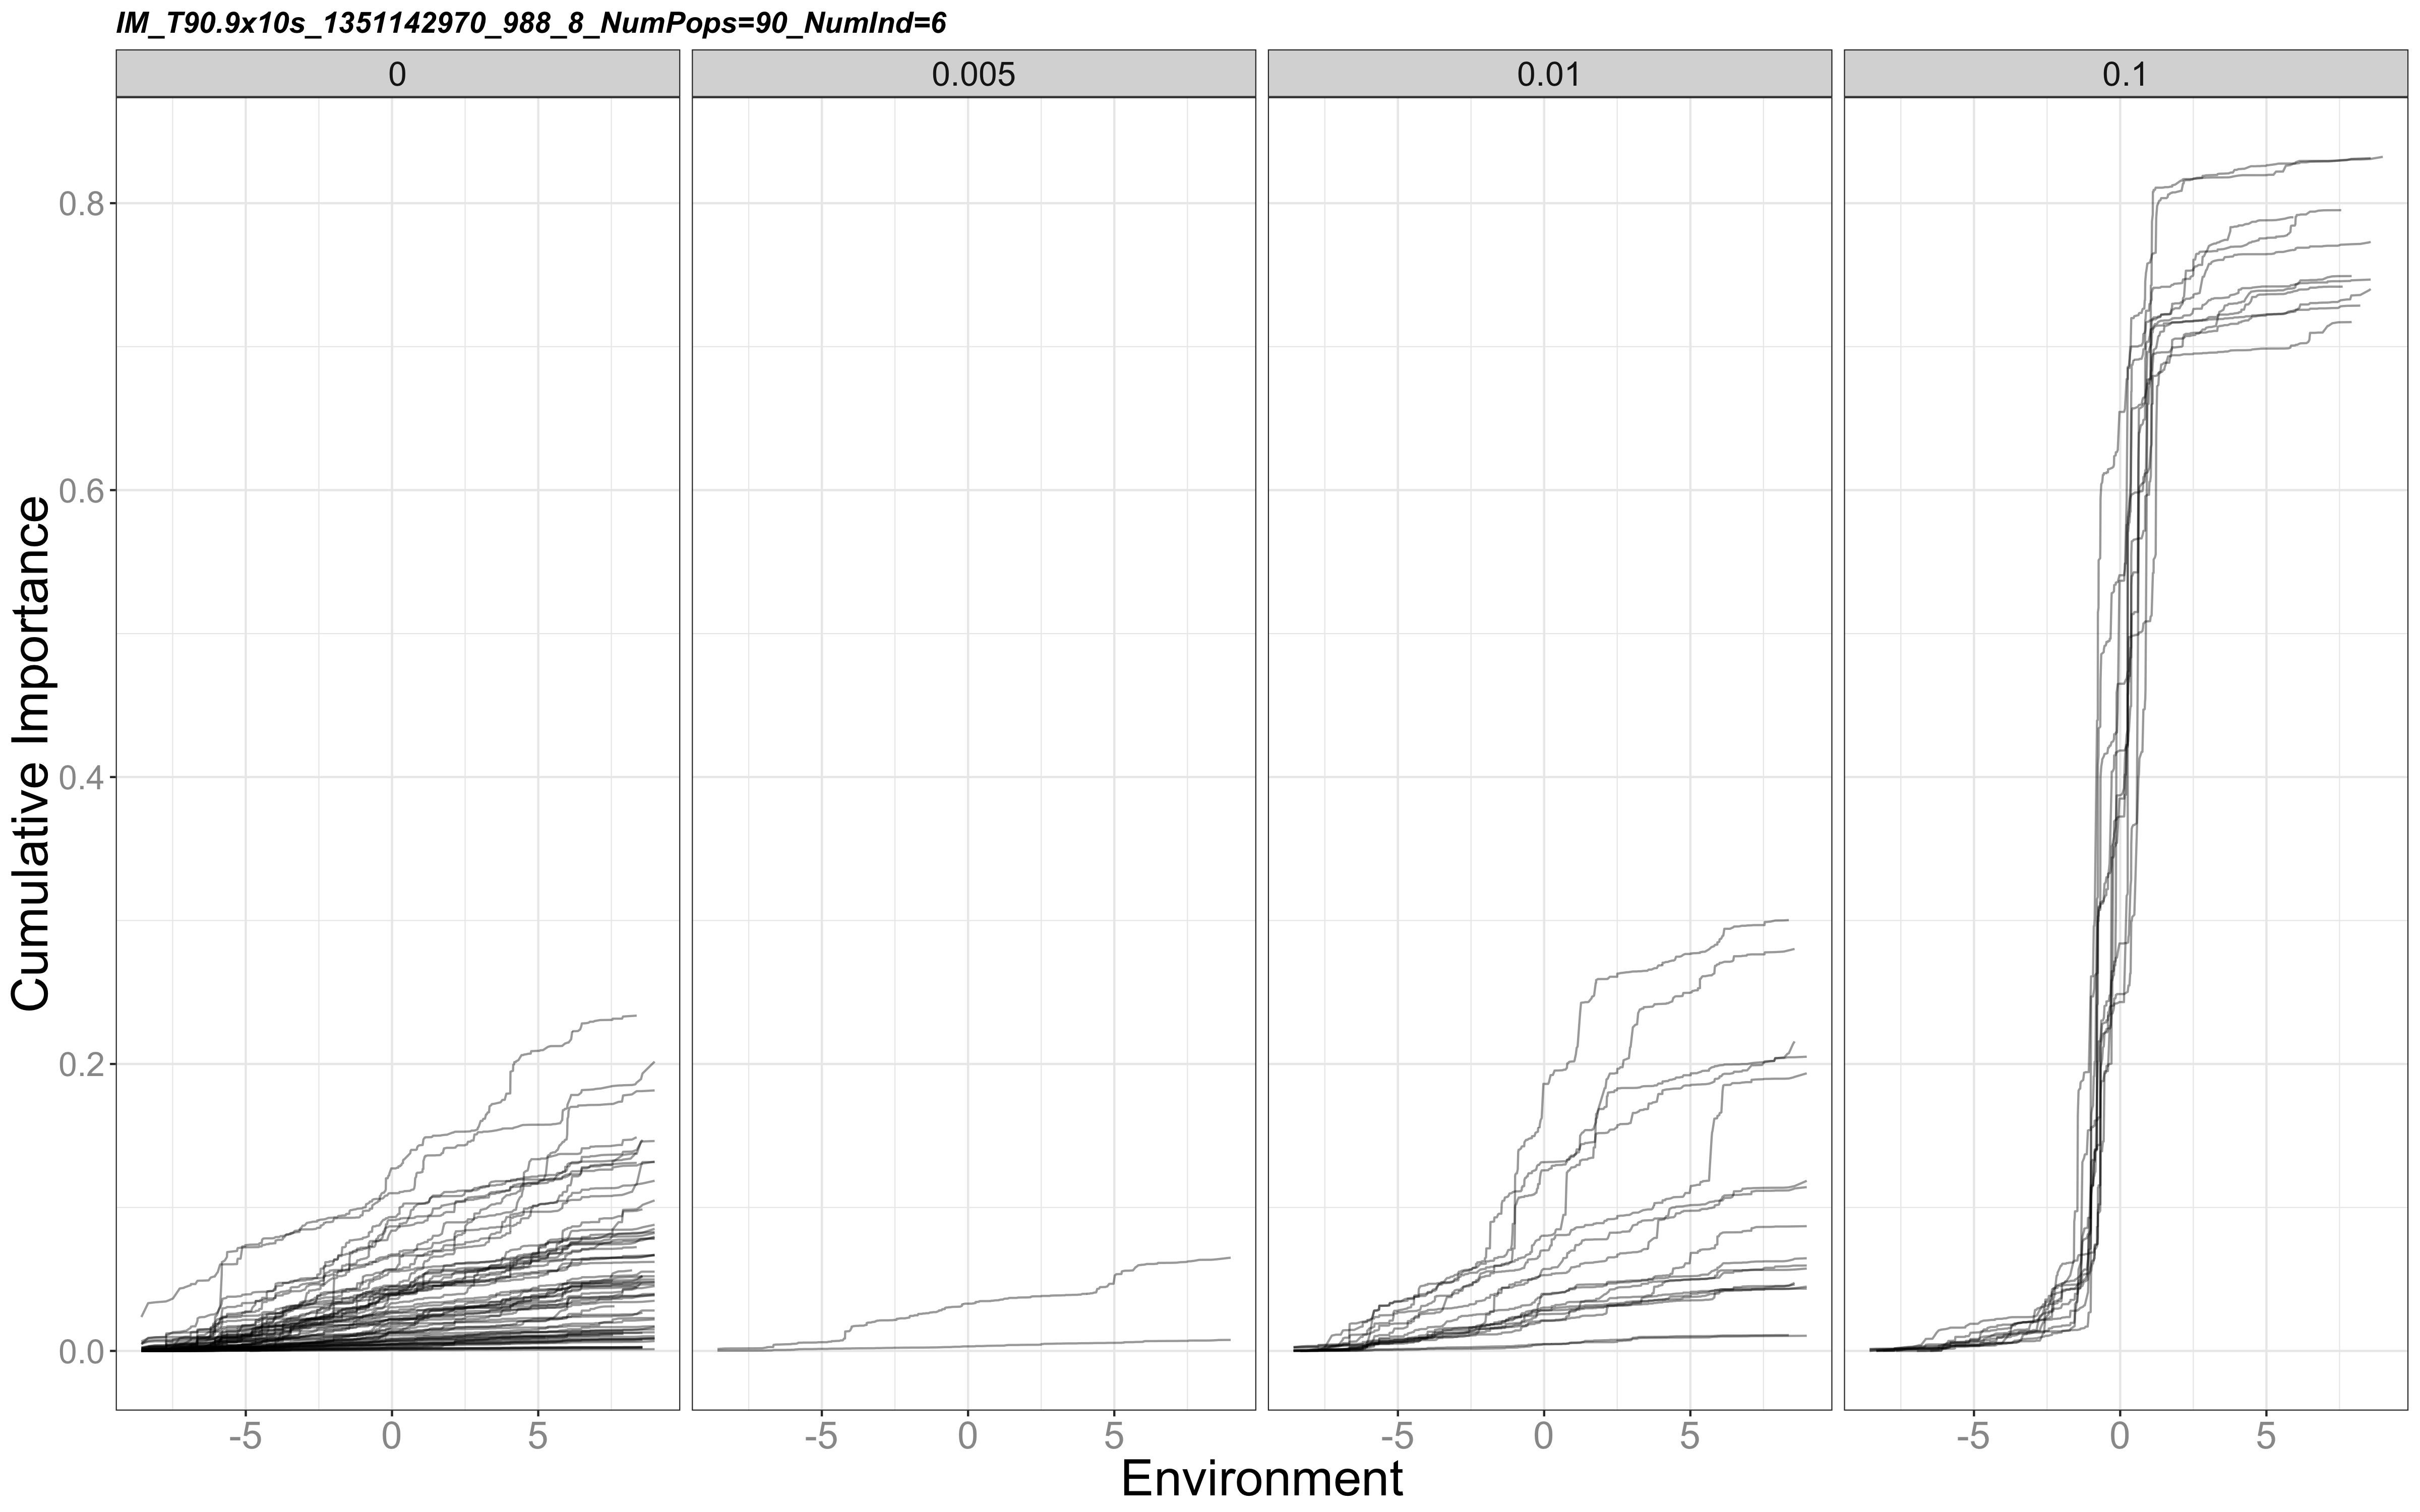 IM_T90.9x10s_1351142970_988_8_NumPops=90_NumInd=6
0 0.005 0.01 0.1
Cumulative Importance
0.8
0.6
0.4
0.2
0.0
-5 0 5 -5 0 5 -5 0 5 -5 0 5
Environment